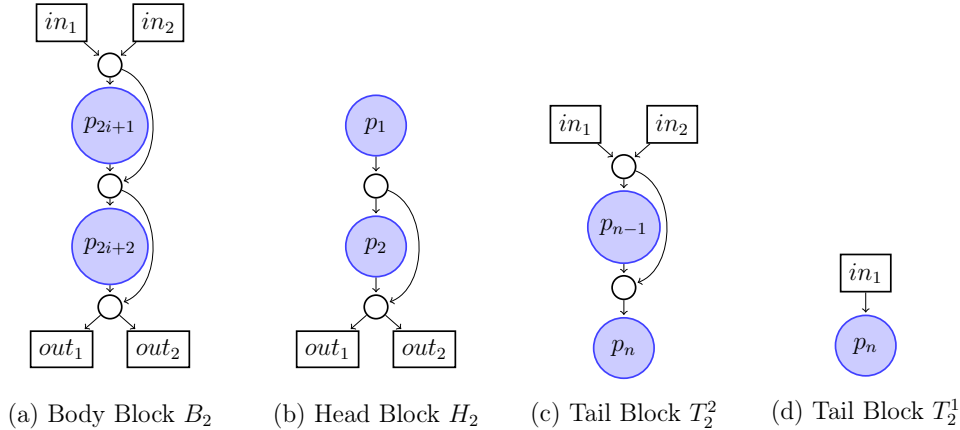 in₁ in₂
p₂ᵢ₊₁
p₂ᵢ₊₂
out₁ out₂
(a) Body Block B₂
p₁
p₂
out₁ out₂
(b) Head Block H₂
in₁ in₂
pₙ₋₁
pₙ
(c) Tail Block T₂²
in₁
pₙ
(d) Tail Block T₂¹